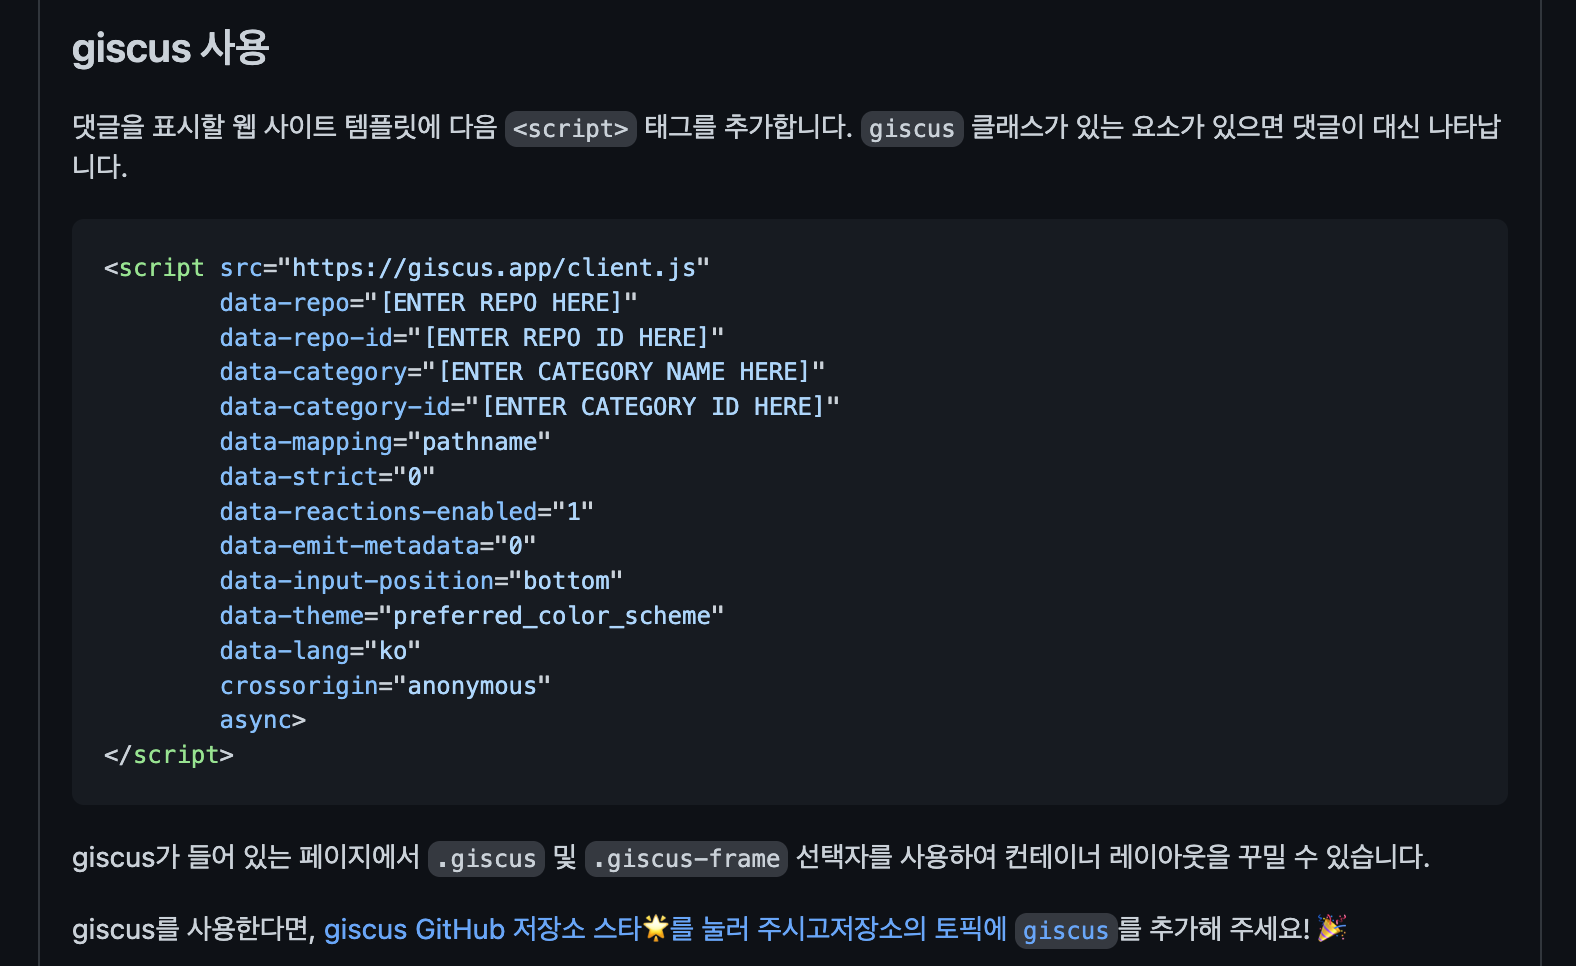 giscus 사용
댓글을 표시할 웹 사이트 템플릿에 다음 <script> 태그를 추가합니다. giscus 클래스가 있는 요소가 있으면 댓글이 대신 나타납
니다.
<script src="https://giscus.app/client.js"
data-repo="[ENTER REPO HERE]"
data-repo-id="[ENTER REPO ID HERE]"
data-category="[ENTER CATEGORY NAME HERE]"
data-category-id="[ENTER CATEGORY ID HERE]"
data-mapping="pathname"
data-strict="0"
data-reactions-enabled="1"
data-emit-metadata="0"
data-input-position="bottom"
data-theme="preferred_color_scheme"
data-lang="ko"
crossorigin="anonymous"
async>
</script>
giscus가 들어 있는 페이지에서 .giscus 및 .giscus-frame 선택자를 사용하여 컨테이너 레이아웃을 꾸밀 수 있습니다.
giscus를 사용한다면, giscus GitHub 저장소 스타🌟를 눌러 주시고저장소의 토픽에 giscus를 추가해 주세요! 🎉